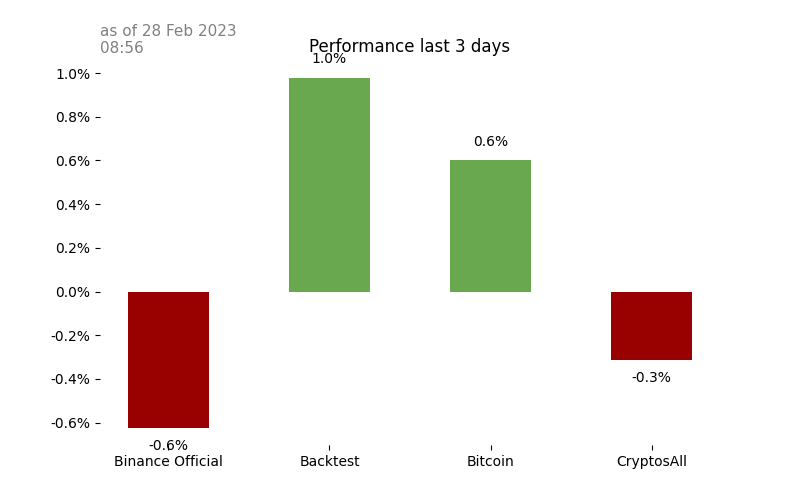 as of 28 Feb 2023
08:56
Performance last 3 days
1.0%
1.0%
0.8%
0.6%
0.6%
0.4%
0.2%
0.0%
-0.2%
-0.4%
-0.3%
-0.6%
-0.6%
Binance Official
Backtest
Bitcoin
CryptosAll